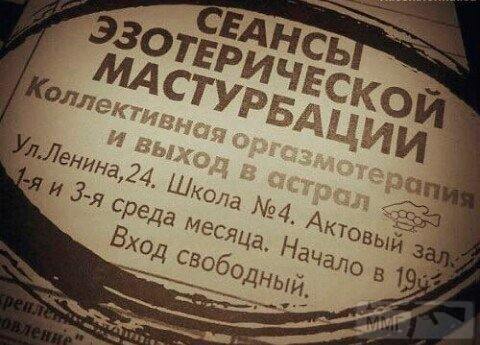 СЕАНСЫ
ЭЗОТЕРИЧЕСКОЙ
МАСТУРБАЦИИ
Коллективная оргазмотерапия
и выход в астрал
Ул.Ленина,24. Школа №4. Актовый зал.
1-я и 3-я среда месяца. Начало в 19ч.
Вход свободный.